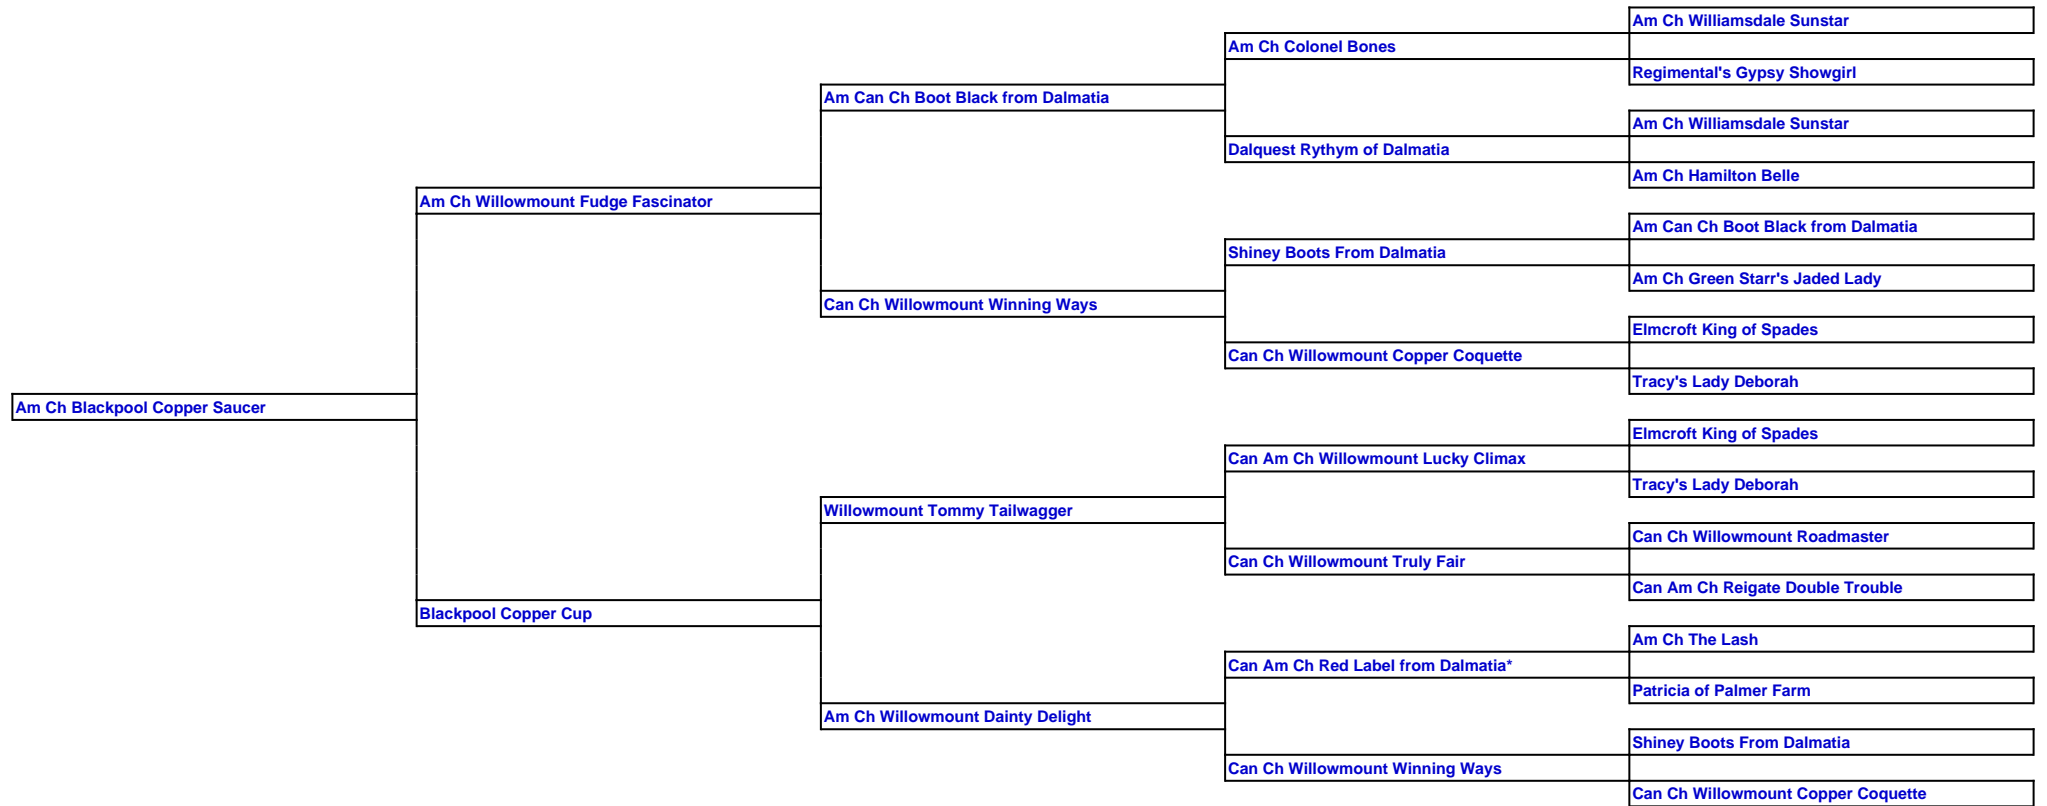 Am Ch Williamsdale Sunstar
Am Ch Colonel Bones
Regimental's Gypsy Showgirl
Am Can Ch Boot Black from Dalmatia
Am Ch Williamsdale Sunstar
Dalquest Rythym of Dalmatia
Am Ch Hamilton Belle
Am Ch Willowmount Fudge Fascinator
Am Can Ch Boot Black from Dalmatia
Shiney Boots From Dalmatia
Am Ch Green Starr's Jaded Lady
Can Ch Willowmount Winning Ways
Elmcroft King of Spades
Can Ch Willowmount Copper Coquette
Tracy's Lady Deborah
Am Ch Blackpool Copper Saucer
Elmcroft King of Spades
Can Am Ch Willowmount Lucky Climax
Tracy's Lady Deborah
Willowmount Tommy Tailwagger
Can Ch Willowmount Roadmaster
Can Ch Willowmount Truly Fair
Can Am Ch Reigate Double Trouble
Blackpool Copper Cup
Am Ch The Lash
Can Am Ch Red Label from Dalmatia*
Patricia of Palmer Farm
Am Ch Willowmount Dainty Delight
Shiney Boots From Dalmatia
Can Ch Willowmount Winning Ways
Can Ch Willowmount Copper Coquette